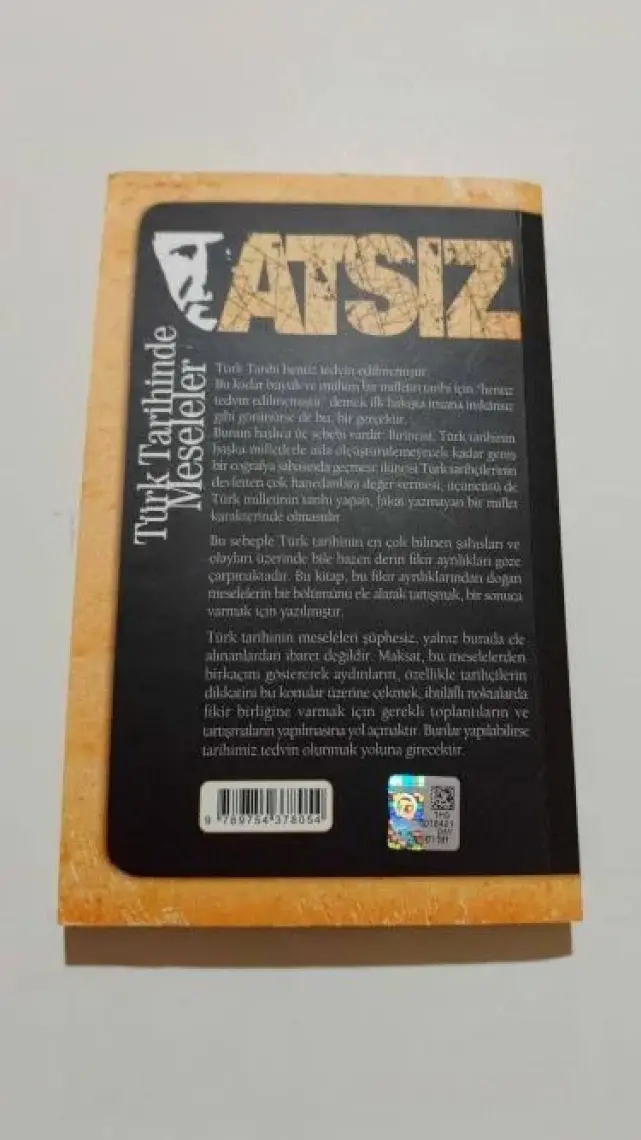 ATSIZ
Türk Tarihinde
Meseleler
Türk Tarihi henüz tedvin edilmemiştir.
Bu kadar büyük ve mühim bir milletin tarihi için "henüz
tedvin edilmemiştir" demek ilk bakışta insana imkânsız
gibi görünürse de bu, bir gerçektir.
Bunun başlıca üç sebebi vardır: Birincisi, Türk tarihinin
başka milletlerle asla ölçüştürülemeyecek kadar geniş
bir coğrafya sahasında geçmesi; ikincisi Türk tarihçilerinin
devletten çok hanedanlara değer vermesi, üçüncüsü de
Türk milletinin tarihi yapan, fakat yazmayan bir millet
karakterinde olmasıdır.
Bu sebeple Türk tarihinin en çok bilinen şahısları ve
olayları üzerinde bile bazen derin fikir ayrılıkları göze
çarpmaktadır. Bu kitap, bu fikir ayrılıklarından doğan
meselelerin bir bölümünü ele alarak tartışmak, bir sonuca
varmak için yazılmıştır.
Türk tarihinin meseleleri şüphesiz, yalnız burada ele
alınanlardan ibaret değildir. Maksat, bu meselelerden
birkaçını göstererek aydınların, özellikle tarihçilerin
dikkatini bu konular üzerine çekmek, ihtilâflı noktalarda
fikir birliğine varmak için gerekli toplantıların ve
tartışmaların yapılmasına yol açmaktır. Bunlar yapılabilirse
tarihimiz tedvin olunmak yoluna girecektir.
9 789754 378054